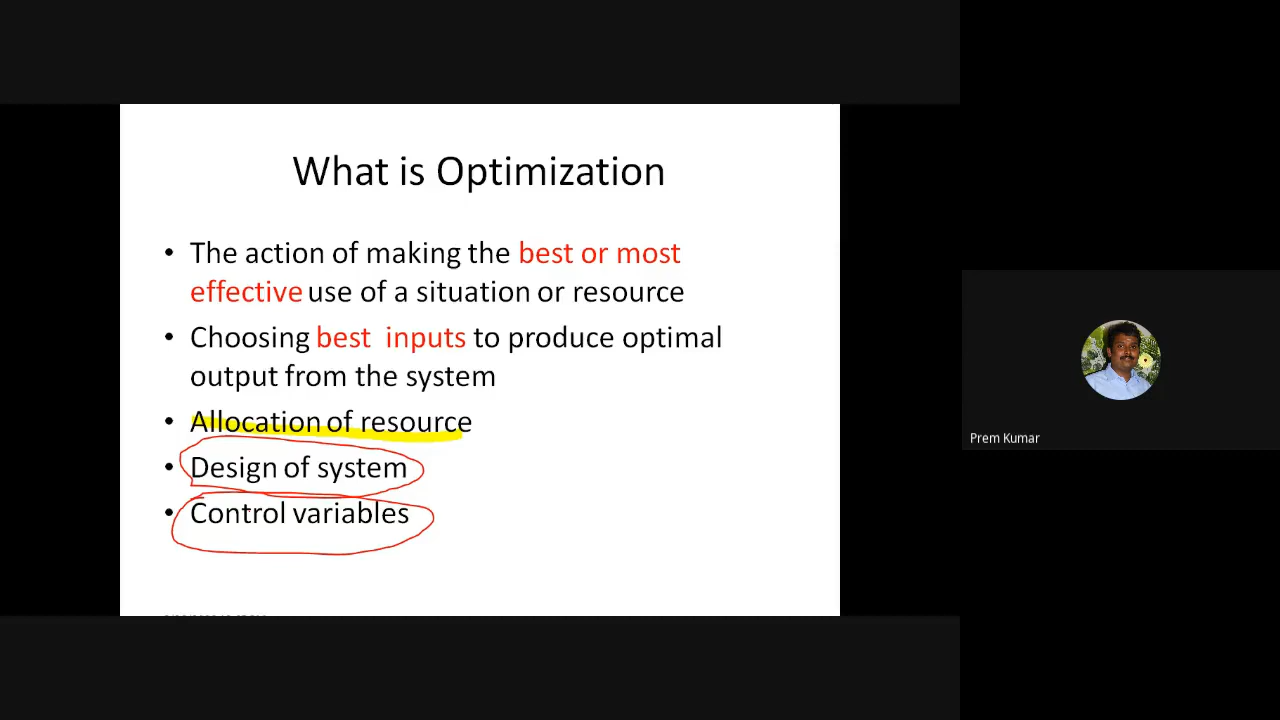 What is Optimization
• The action of making the best or most
effective use of a situation or resource
• Choosing best inputs to produce optimal
output from the system
• Allocation of resource
• Design of system
• Control variables
Prem Kumar